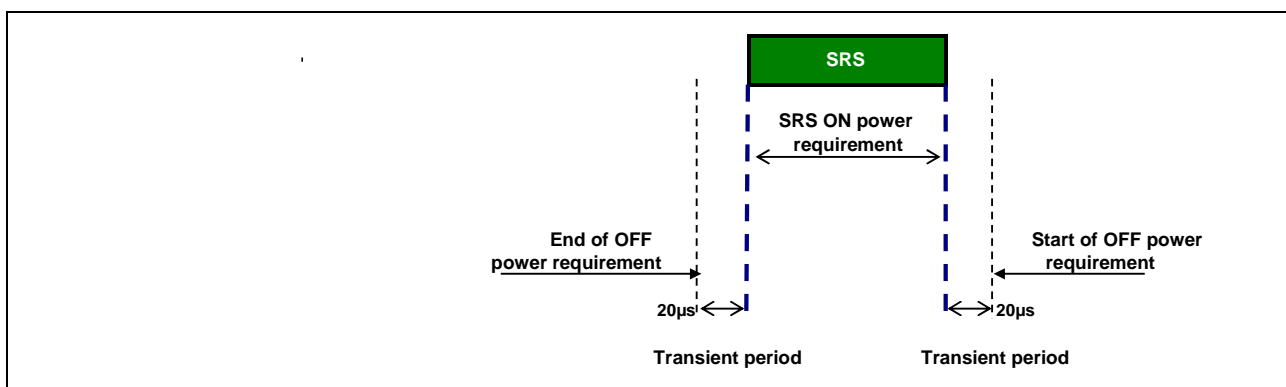 SRS
SRS ON power
requirement
End of OFF
power requirement
Start of OFF power
requirement
20µs
20µs
Transient period
Transient period